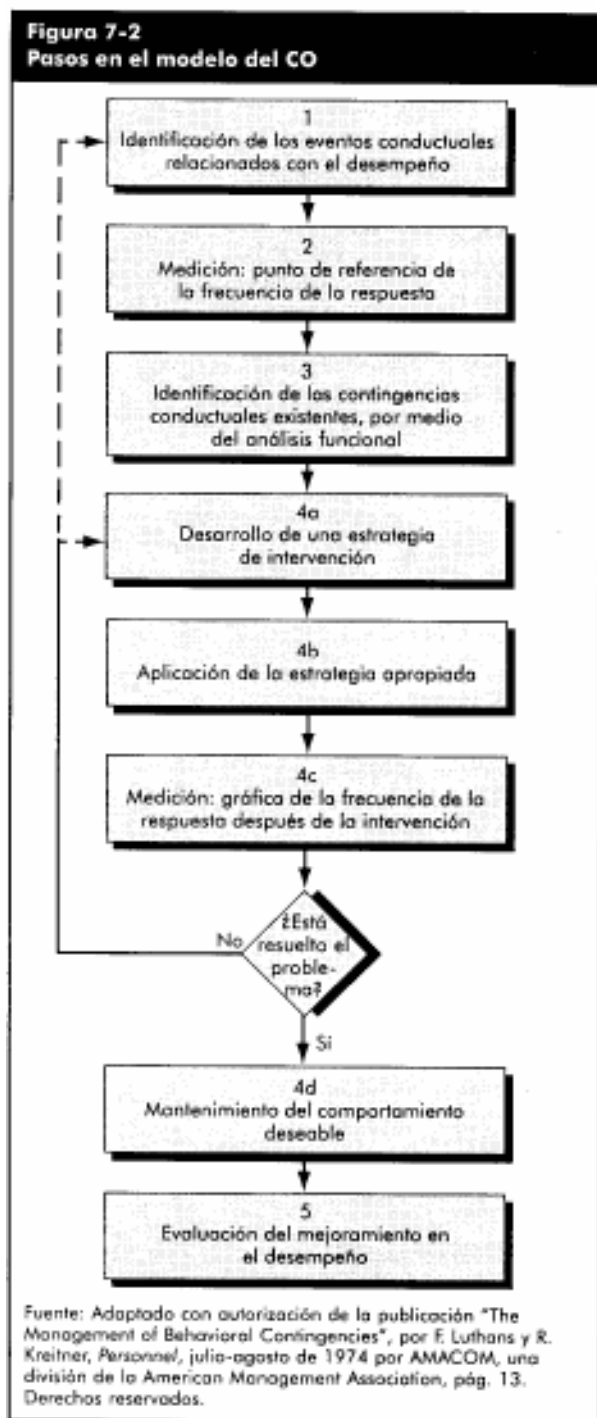 Figura 7-2
Pasos en el modelo del CO
1
Identificación de los eventos conductuales
relacionados con el desempeño
2
Medición: punto de referencia de
la frecuencia de la respuesta
3
Identificación de las contingencias
conductuales existentes, por medio
del análisis funcional
4a
Desarrollo de una estrategia
de intervención
4b
Aplicación de la estrategia apropiada
4c
Medición: gráfica de la frecuencia de la
respuesta después de la intervención
¿Está
No resuelto el
proble-
ma?
Si
4d
Mantenimiento del comportamiento
deseable
5
Evaluación del mejoramiento en
el desempeño
Fuente: Adaptado con autorización de la publicación "The
Management of Behavioral Contingencies", por F. Luthans y R.
Kreitner, Personnel, julio-agosto de 1974 por AMACOM, una
división de la American Management Association, pág. 13.
Derechos reservados.